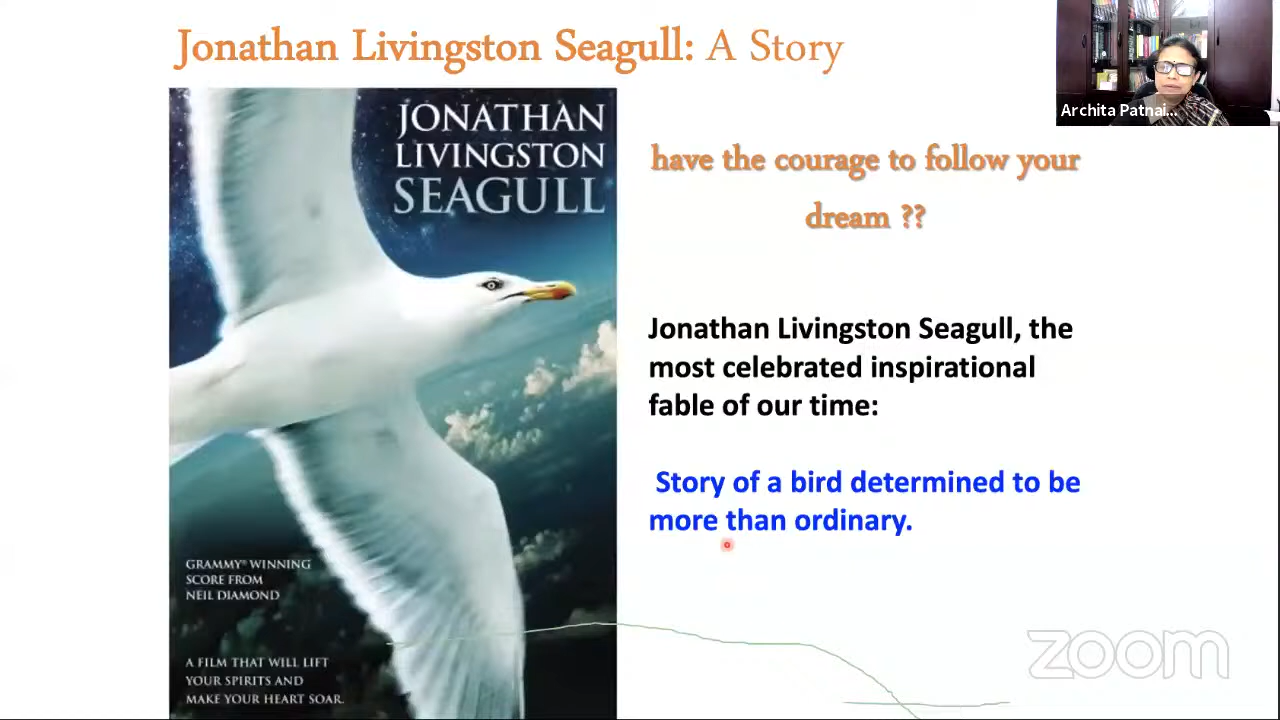 Jonathan Livingston Seagull: A Story
Archita Patnai...
JONATHAN
LIVINGSTON
SEAGULL
have the courage to follow your
dream ??
Jonathan Livingston Seagull, the
most celebrated inspirational
fable of our time:
Story of a bird determined to be
more than ordinary.
GRAMMY® WINNING
SCORE FROM
NEIL DIAMOND
A FILM THAT WILL LIFT
YOUR SPIRITS AND
MAKE YOUR HEART SOAR.
zoom